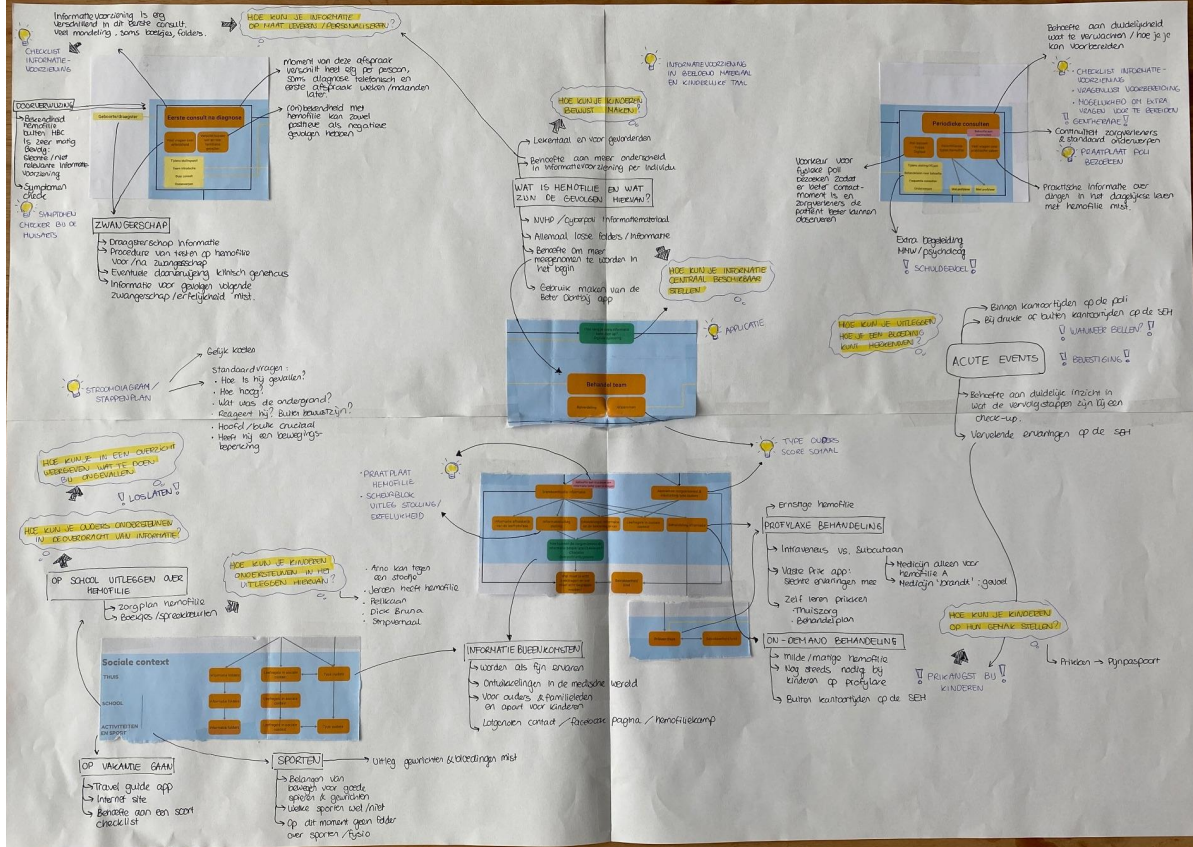 Informatievoorziening is erg
verschillend in dit eerste consult.
veel mondeling, soms boekjes, folders.
HOE KUN JE INFORMATIE
OP MAAT LEVEREN / PERSONALISEREN?
CHECKLIST
INFORMATIE-
VOORZIENING
Moment van deze afspraak
verschilt heel erg per persoon,
soms diagnose telefonisch en
eerste afspraak weken/maanden
later.
(on)bekendheid met
hemofilie kan zowel
positieve als negatieve
gevolgen hebben
Eerste consult na diagnose
DOORVERWIJZING
Bekendheid
hemofilie
buiten HBC
is zeer matig
Gevolg:
slechte/niet
relevante informatie
voorziening
Symptomen
check
SYMPTOMEN
CHECKER BIJ DE
HUISARTS
ZWANGERSCHAP
Draagsterschap informatie
Procedure van testen op hemofilie
voor/na zwangerschap
Eventuele doorverwijzing klinisch geneticus
Informatie voor gevolgen volgende
zwangerschap/erfelijkheid mist.
INFORMATIEVOORZIENING
IN BEELDEND MATERIAAL
EN KINDERLIJKE TAAL
HOE KUN JE KINDEREN
BEWUST MAKEN?
Lekentaal en voor gevorderden
Behoefte aan meer onderscheid
in informatievoorziening per individu
WAT IS HEMOFILIE EN WAT
ZIJN DE GEVOLGEN HIERVAN?
NVHP / cyberpoli informatiemateriaal
Allemaal losse folders / informatie
Behoefte om meer
meegenomen te worden in
het begin
Gebruik maken van de
Beter Dichtbij app
HOE KUN JE INFORMATIE
CENTRAAL BESCHIKBAAR
STELLEN
APPLICATIE
Behandel team
Behoefte aan duidelijkheid
wat te verwachten / hoe je je
kan voorbereiden
· CHECKLIST INFORMATIE-
VOORZIENING
· VRAGENLIJST VOORBEREIDING
· MOGELIJKHEID OM EXTRA
VRAGEN VOOR TE BEREIDEN
! GENTHERAPIE !
Periodieke consulten
Continuïteit zorgverleners
& standaard onderwerpen
PRAATPLAAT POLI
BEZOEKEN
Praktische informatie over
dingen in het dagelijkse leven
met hemofilie mist.
Voorkeur voor
fysieke poli
bezoeken zodat
er beter contact-
moment is en
zorgverleners de
patiënt beter kunnen
observeren
Extra begeleiding
MMW/psycholoog
! SCHULDGEVOEL !
HOE KUN JE UITLEGGEN
HOE JE EEN BLOEDING
KUNT HERKENNEN?
Binnen kantoortijden op de poli
Bij drukte of buiten kantoortijden op de SEH
! WANNEER BELLEN? !
! BEVESTIGING !
ACUTE EVENTS
Behoefte aan duidelijke inzicht in
wat de vervolgstappen zijn bij een
check-up.
Vervelende ervaringen op de SEH
STROOMDIAGRAM/
STAPPENPLAN
Gelijk koelen
Standaardvragen:
· Hoe is hij gevallen?
· Hoe hoog?
· Wat was de ondergrond?
· Reageert hij? Buiten bewustzijn?
· Hoofd/buik cruciaal
· Heeft hij een bewegings-
beperking
HOE KUN JE IN EEN OVERZICHT
WEERGEVEN WAT TE DOEN
BIJ ONGEVALLEN
! LOSLATEN !
HOE KUN JE OUDERS ONDERSTEUNEN
IN DE OVERDRACHT VAN INFORMATIE?
OP SCHOOL UITLEGGEN OVER
HEMOFILIE
zorgplan hemofilie
Boekjes/spreekbeurten
HOE KUN JE KINDEREN
ONDERSTEUNEN IN HET
UITLEGGEN HIERVAN?
· Arno kan tegen
een stootje
· Jeroen heeft hemofilie
· Pellikaan
· Dick Bruna
· Stripverhaal
· PRAATPLAAT
HEMOFILIE
· SCHEURBLOK
UITLEG STOLLING/
ERFELIJKHEID
TYPE OUDERS
SCORE SCHAAL
Ernstige hemofilie
PROFYLAXE BEHANDELING
Intraveneus vs. Subcutaan
Medicijn alleen voor
hemofilie A
Medicijn 'brandt' : gevoel
Vaste Prik app:
slechte ervaringen mee
Zelf leren prikken
· Thuiszorg
· Behandelplan
ON-DEMAND BEHANDELING
Milde/matige hemofilie
Nog steeds nodig bij
kinderen op profylaxe
Buiten kantoortijden op de SEH
HOE KUN JE KINDEREN
OP HUN GEMAK STELLEN?
Prikken → Pijnpaspoort
! PRIKANGST BIJ !
KINDEREN
INFORMATIE BIJEENKOMSTEN
Worden als fijn ervaren
Ontwikkelingen in de medische wereld
Voor ouders & familieleden
en apart voor kinderen
Lotgenoten contact / facebook pagina / hemofiliekamp
Sociale context
THUIS
SCHOOL
ACTIVITEITEN
EN SPORT
OP VAKANTIE GAAN
Travel guide app
Internet site
Behoefte aan een soort
checklist
SPORTEN
Uitleg gewrichten & bloedingen mist
Belangen van
bewegen voor goede
spieren & gewrichten
Welke sporten wel/niet
Op dit moment geen folder
over sporten/fysio